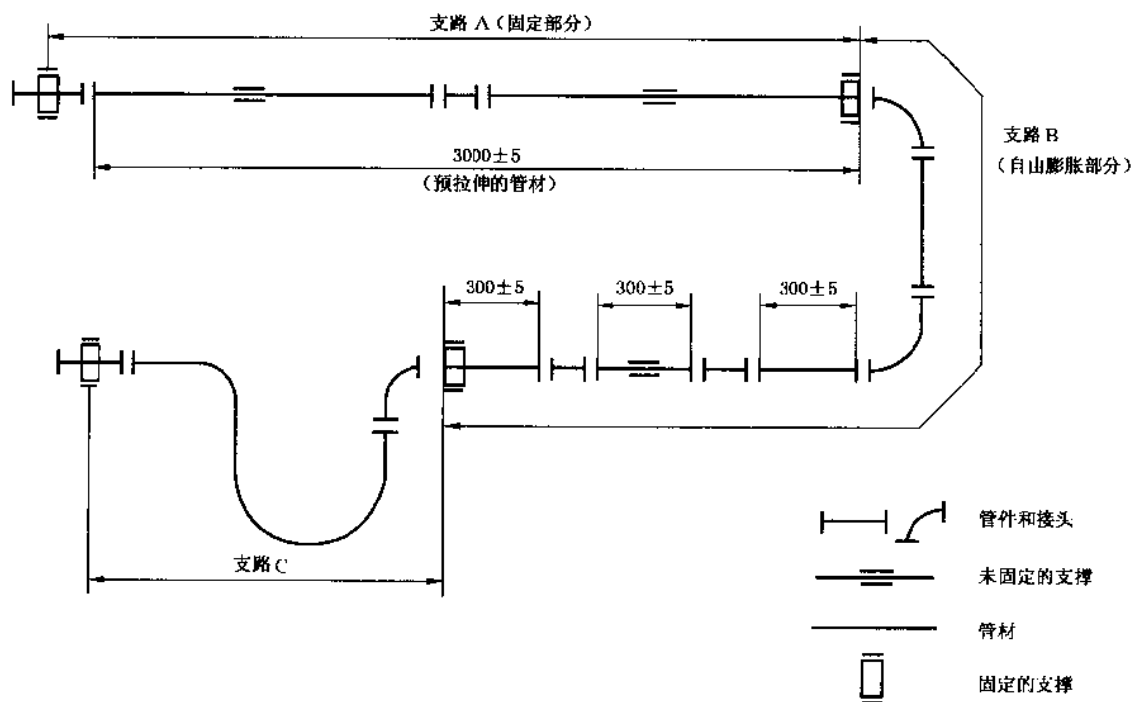 支路 A（固定部分）
3000±5
（预拉伸的管材）
支路 B
（自由膨胀部分）
300±5
300±5
300±5
支路 C
管件和接头
未固定的支撑
管材
固定的支撑